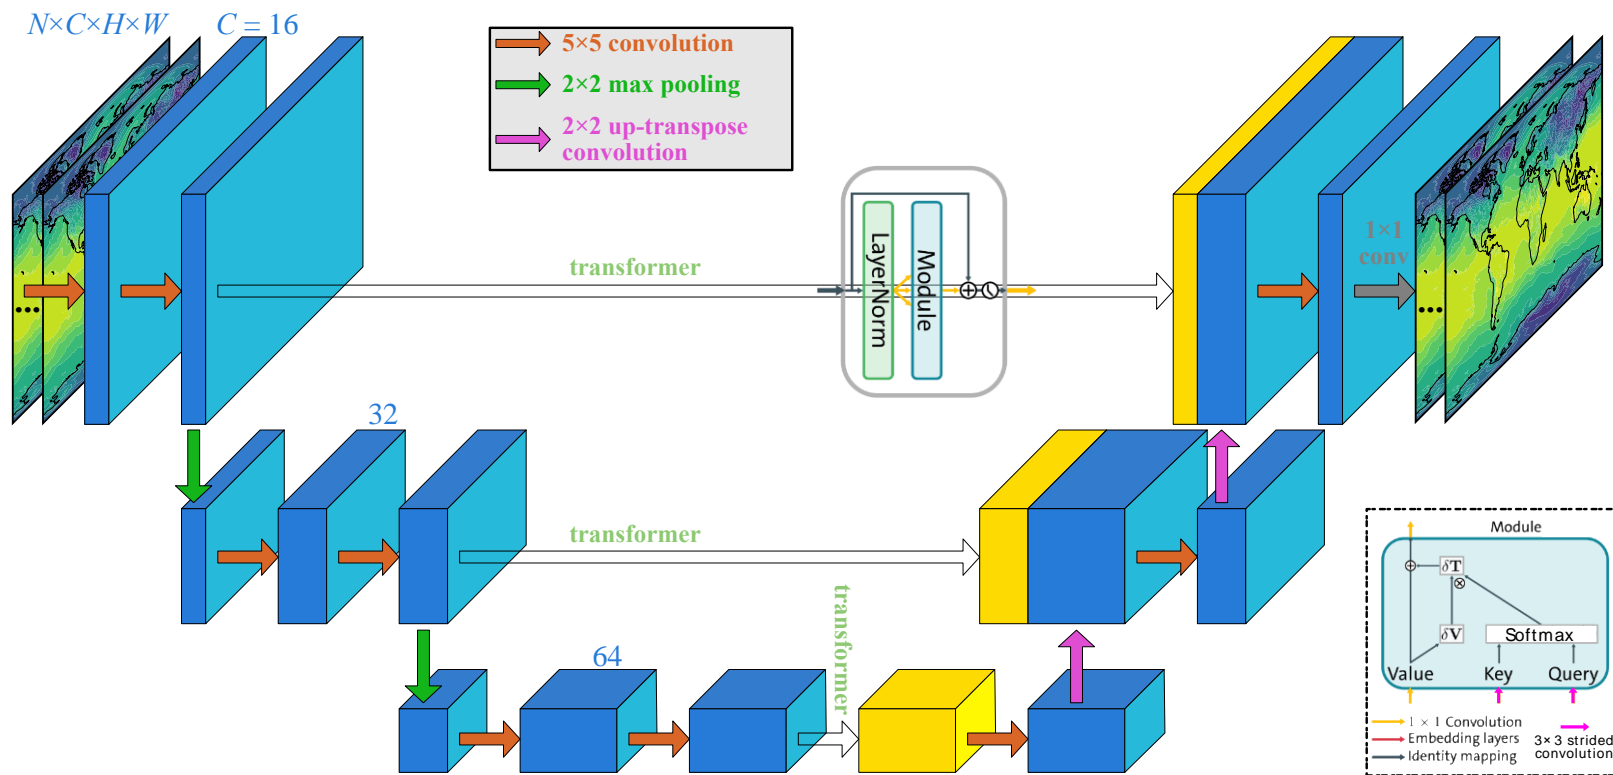 N×C×H×W
C = 16
5×5 convolution
2×2 max pooling
2×2 up-transpose
convolution
transformer
LayerNorm
Module
1×1
conv
...
...
32
transformer
64
transformer
Module
δT
δV
Softmax
Value
Key
Query
1 × 1 Convolution
Embedding layers
Identity mapping
3×3 strided
convolution